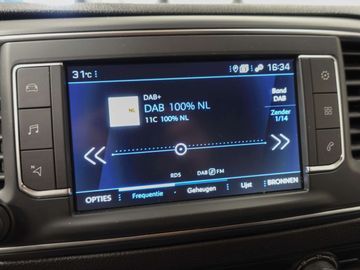 31°c
16:34
DAB+
DAB 100% NL
NL
11C 100% NL
Band
DAB
Zender
1/14
RDS
DAB FM
OPTIES
Frequentie
Geheugen
Lijst
BRONNEN